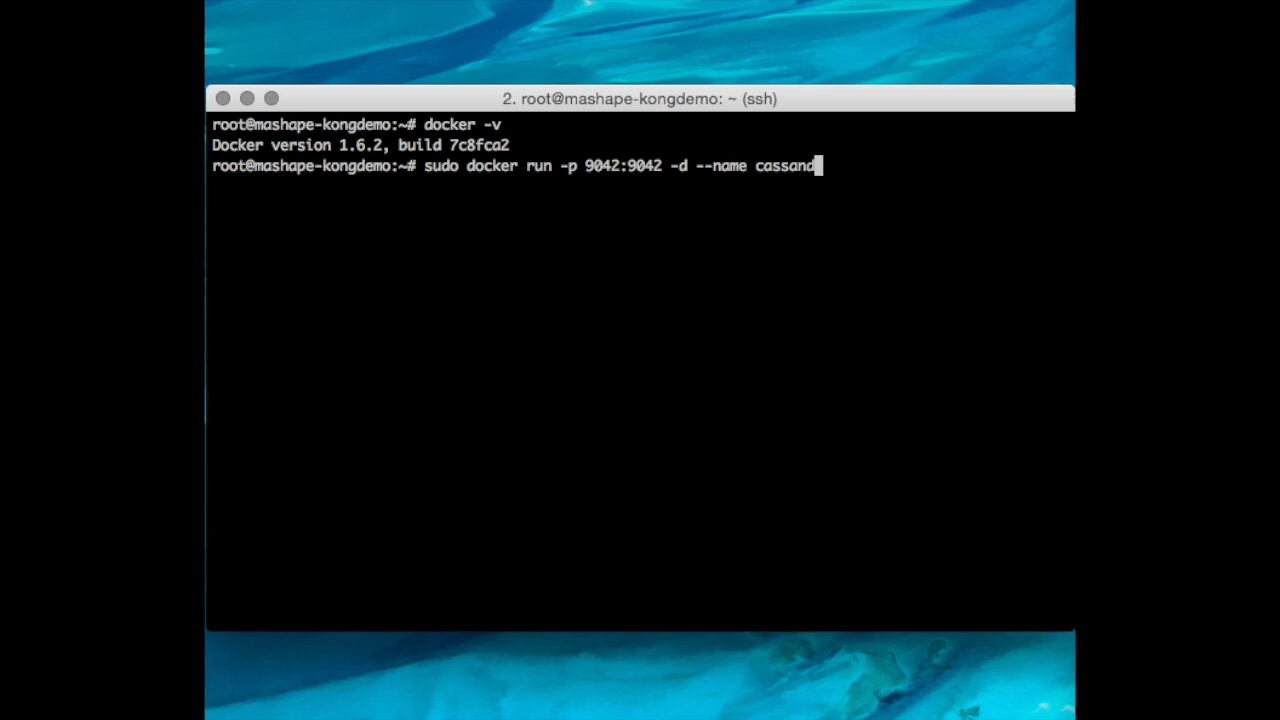 2. root@mashape-kongdemo: ~ (ssh)
root@mashape-kongdemo:~# docker -v
Docker version 1.6.2, build 7c8fca2
root@mashape-kongdemo:~# sudo docker run -p 9042:9042 -d --name cassand